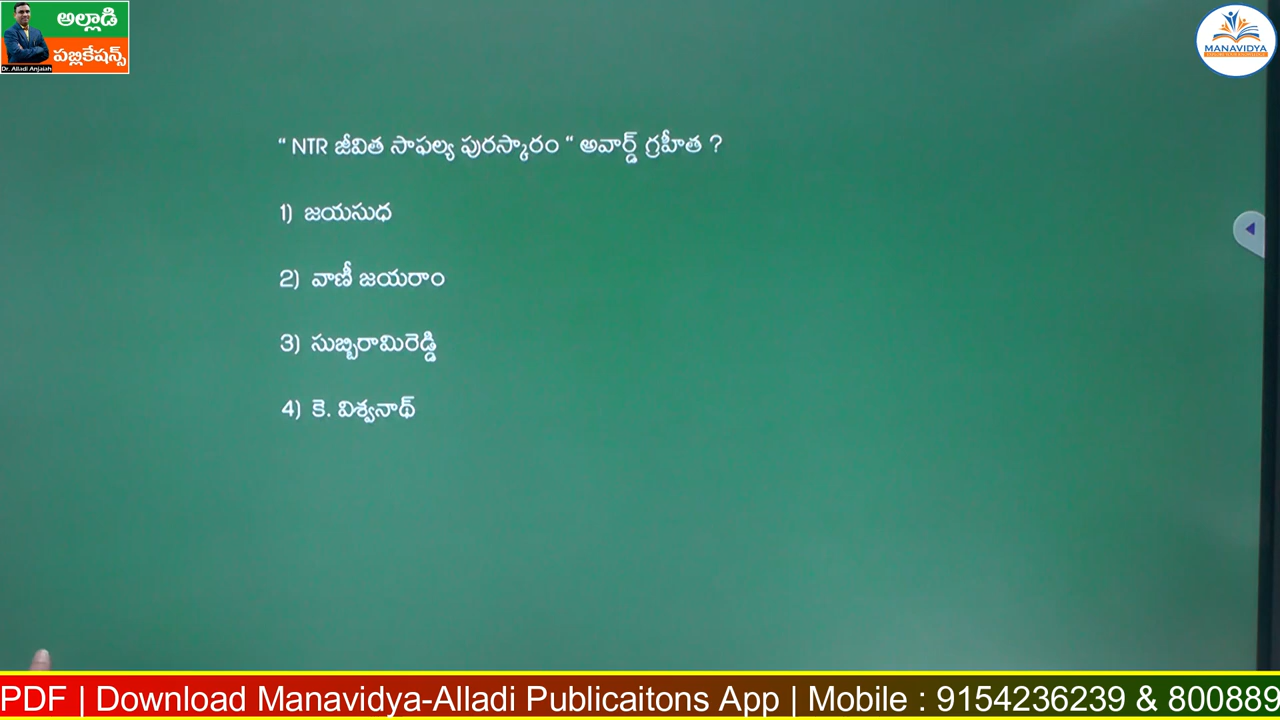 అల్లాడి
పబ్లికేషన్స్
Dr. Alladi Anjaiah
MANAVIDYA
“ NTR జీవిత సాఫల్య పురస్కారం “ అవార్డ్ గ్రహీత ?
1) జయసుధ
2) వాణీ జయరాం
3) సుబ్బిరామిరెడ్డి
4) కె. విశ్వనాథ్
PDF | Download Manavidya-Alladi Publicaitons App | Mobile : 9154236239 & 800889